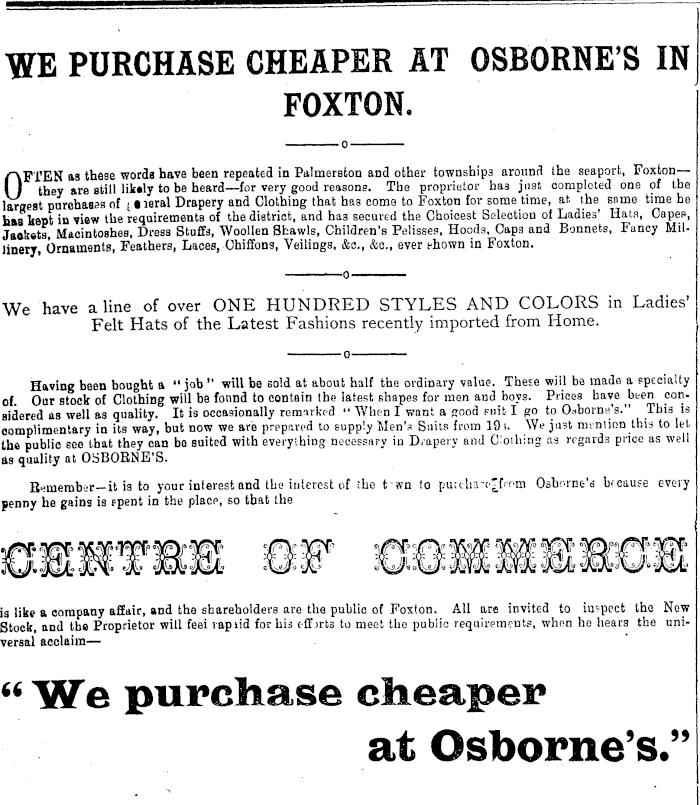 WE PURCHASE CHEAPER AT OSBORNE'S IN
FOXTON.
OFTEN as these words have been repeated in Palmerston and other townships around the seaport, Foxton—
they are still likely to be heard—for very good reasons. The proprietor has just completed one of the
largest purchases of General Drapery and Clothing that has come to Foxton for some time, at the same time he
has kept in view the requirements of the district, and has secured the Choicest Selection of Ladies' Hats, Capes,
Jackets, Macintoshes, Dress Stuffs, Woollen Shawls, Children's Pelisses, Hoods, Caps and Bonnets, Fancy Mil-
linery, Ornaments, Feathers, Laces, Chiffons, Veilings, &c., &c., ever shown in Foxton.
We have a line of over ONE HUNDRED STYLES AND COLORS in Ladies'
Felt Hats of the Latest Fashions recently imported from Home.
Having been bought a "job" will be sold at about half the ordinary value. These will be made a specialty
of. Our stock of Clothing will be found to contain the latest shapes for men and boys. Prices have been con-
sidered as well as quality. It is occasionally remarked "When I want a good suit I go to Osborne's." This is
complimentary in its way, but now we are prepared to supply Men's Suits from 19s. We just mention this to let
the public see that they can be suited with everything necessary in Drapery and Clothing as regards price as well
as quality at OSBORNE'S.
Remember—it is to your interest and the interest of the town to purchase from Osborne's because every
penny he gains is spent in the place, so that the
CENTRE OF COMMERCE
is like a company affair, and the shareholders are the public of Foxton. All are invited to inspect the New
Stock, and the Proprietor will feel rapid for his efforts to meet the public requirements, when he hears the uni-
versal acclaim—
"We purchase cheaper
at Osborne's."